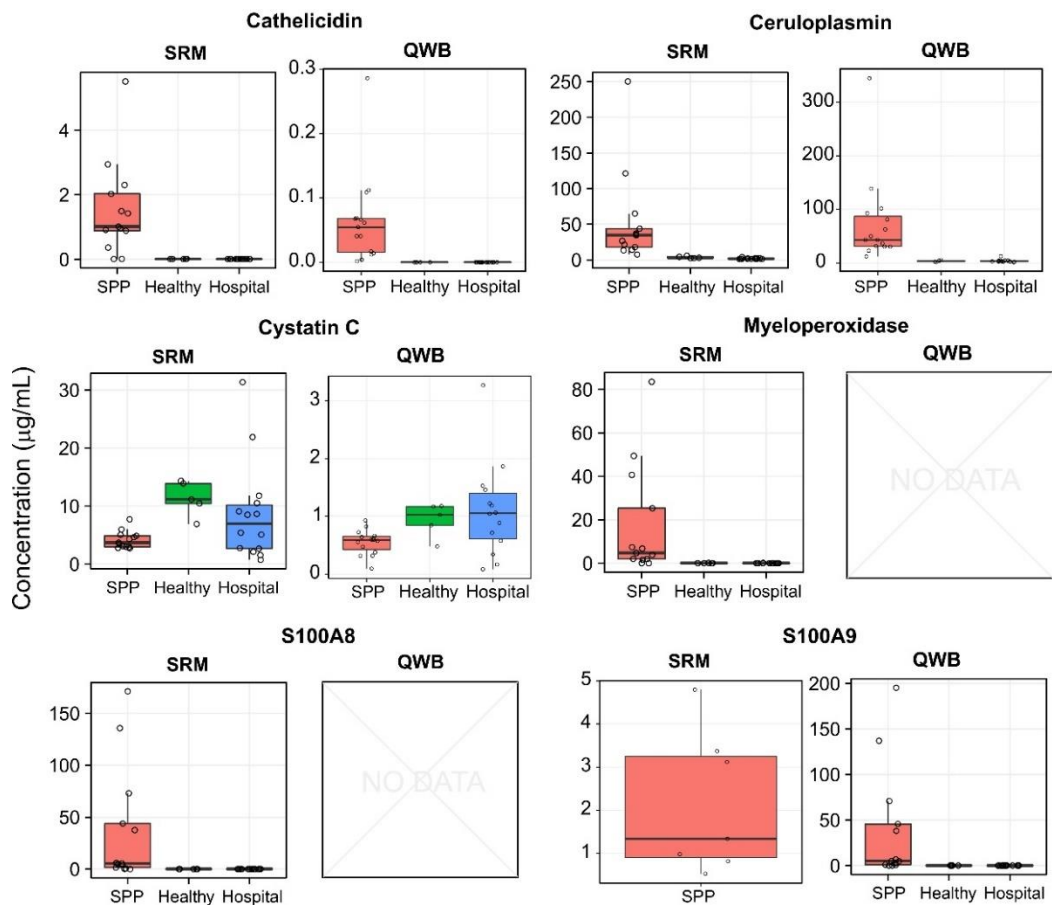 Cathelicidin
Ceruloplasmin
SRM
QWB
SRM
QWB
0.3
0.2
0.1
0.0
4
2
0
250
200
150
100
50
0
300
200
100
0
SPP Healthy Hospital
SPP Healthy Hospital
SPP Healthy Hospital
SPP Healthy Hospital
Cystatin C
Myeloperoxidase
SRM
QWB
SRM
QWB
Concentration (µg/mL)
30
20
10
0
3
2
1
0
80
60
40
20
0
NO DATA
SPP Healthy Hospital
SPP Healthy Hospital
SPP Healthy Hospital
S100A8
S100A9
SRM
QWB
SRM
QWB
150
100
50
0
NO DATA
5
4
3
2
1
200
150
100
50
0
SPP Healthy Hospital
SPP
SPP Healthy Hospital